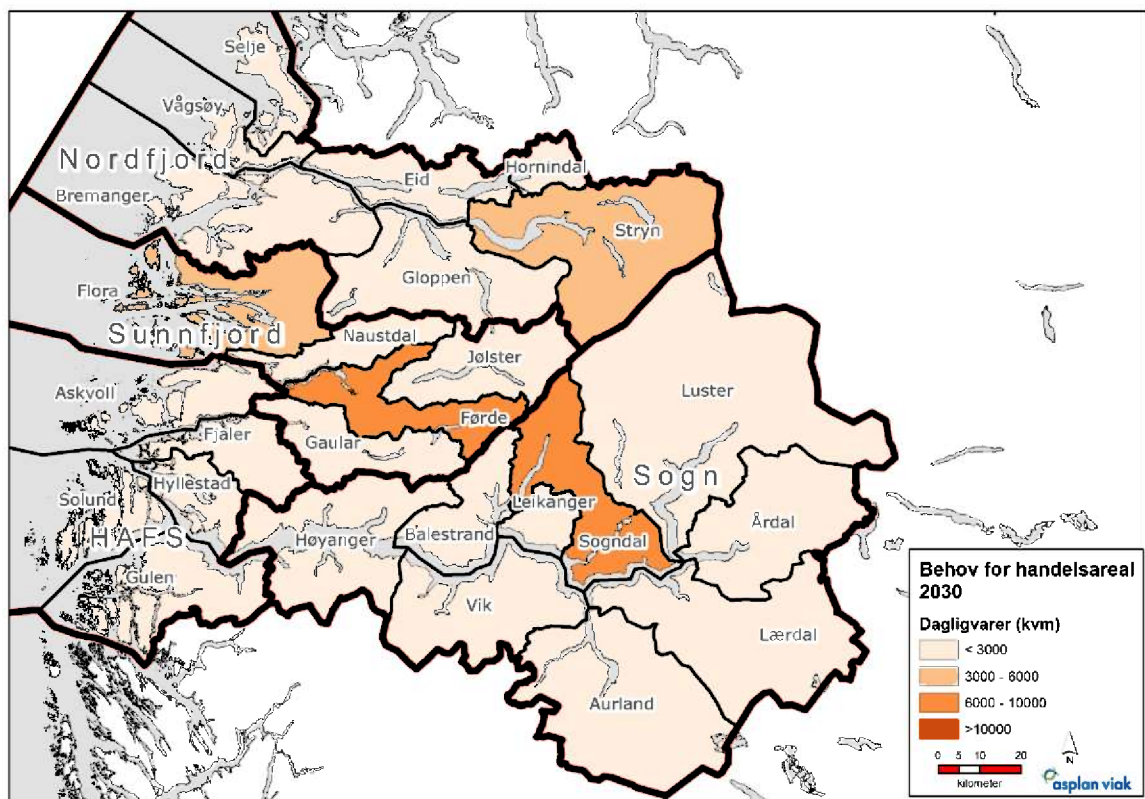 Selje
Vågsøy
Nordfjord
Hornindal
Eid
Bremanger
Stryn
Gloppen
Flora
Sunnfjord
Naustdal
Jølster
Askvoll
Luster
Førde
Fjaler
Gaular
Sogn
Hyllestad
Solund
Leikanger
HAFS
Høyanger
Balestrand
Sogndal
Årdal
Gulen
Vik
Lærdal
Aurland
Behov for handelsareal
2030
Dagligvarer (kvm)
< 3000
3000 - 6000
6000 - 10000
>10000
0 5 10 20
kilometer
N
asplan viak